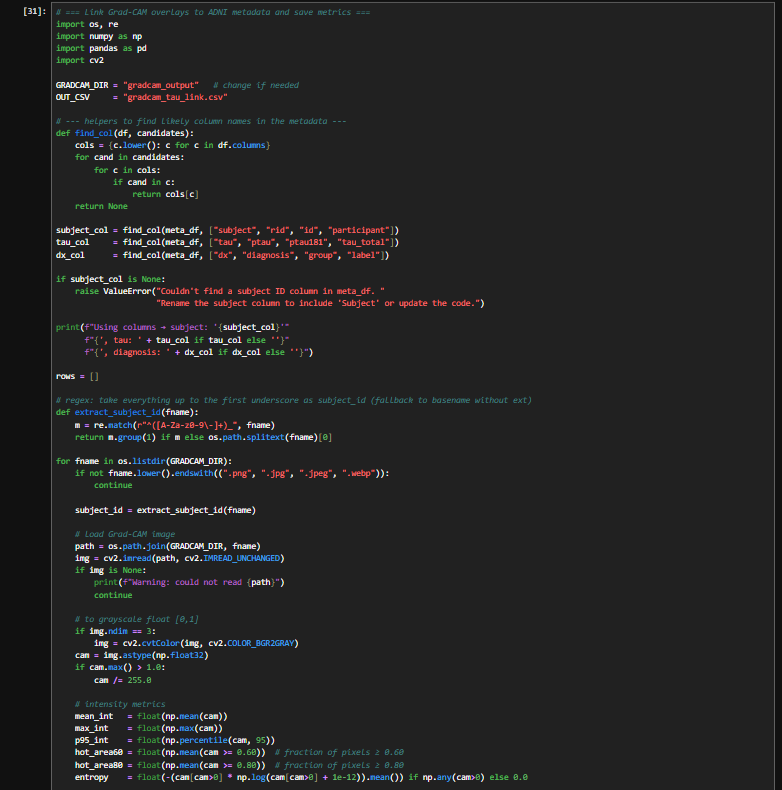 [31]: # === Link Grad-CAM overlays to ADNI metadata and save metrics ===
import os, re
import numpy as np
import pandas as pd
import cv2

GRADCAM_DIR = "gradcam_output"   # change if needed
OUT_CSV     = "gradcam_tau_link.csv"

# --- helpers to find likely column names in the metadata ---
def find_col(df, candidates):
    cols = {c.lower(): c for c in df.columns}
    for cand in candidates:
        for c in cols:
            if cand in c:
                return cols[c]
    return None

subject_col = find_col(meta_df, ["subject", "rid", "id", "participant"])
tau_col     = find_col(meta_df, ["tau", "ptau", "ptau181", "tau_total"])
dx_col      = find_col(meta_df, ["dx", "diagnosis", "group", "label"])

if subject_col is None:
    raise ValueError("Couldn't find a subject ID column in meta_df. "
                     "Rename the subject column to include 'Subject' or update the code.")

print(f"Using columns → subject: '{subject_col}'"
      f"{', tau: ' + tau_col if tau_col else ''}"
      f"{', diagnosis: ' + dx_col if dx_col else ''}")

rows = []

# regex: take everything up to the first underscore as subject_id (fallback to basename without ext)
def extract_subject_id(fname):
    m = re.match(r"^([A-Za-z0-9\-]+)_", fname)
    return m.group(1) if m else os.path.splitext(fname)[0]

for fname in os.listdir(GRADCAM_DIR):
    if not fname.lower().endswith((".png", ".jpg", ".jpeg", ".webp")):
        continue

    subject_id = extract_subject_id(fname)

    # Load Grad-CAM image
    path = os.path.join(GRADCAM_DIR, fname)
    img = cv2.imread(path, cv2.IMREAD_UNCHANGED)
    if img is None:
        print(f"Warning: could not read {path}")
        continue

    # to grayscale float [0,1]
    if img.ndim == 3:
        img = cv2.cvtColor(img, cv2.COLOR_BGR2GRAY)
    cam = img.astype(np.float32)
    if cam.max() > 1.0:
        cam /= 255.0

    # intensity metrics
    mean_int   = float(np.mean(cam))
    max_int    = float(np.max(cam))
    p95_int    = float(np.percentile(cam, 95))
    hot_area60 = float(np.mean(cam >= 0.60))  # fraction of pixels ≥ 0.60
    hot_area80 = float(np.mean(cam >= 0.80))  # fraction of pixels ≥ 0.80
    entropy    = float(-(cam[cam>0] * np.log(cam[cam>0] + 1e-12)).mean()) if np.any(cam>0) else 0.0